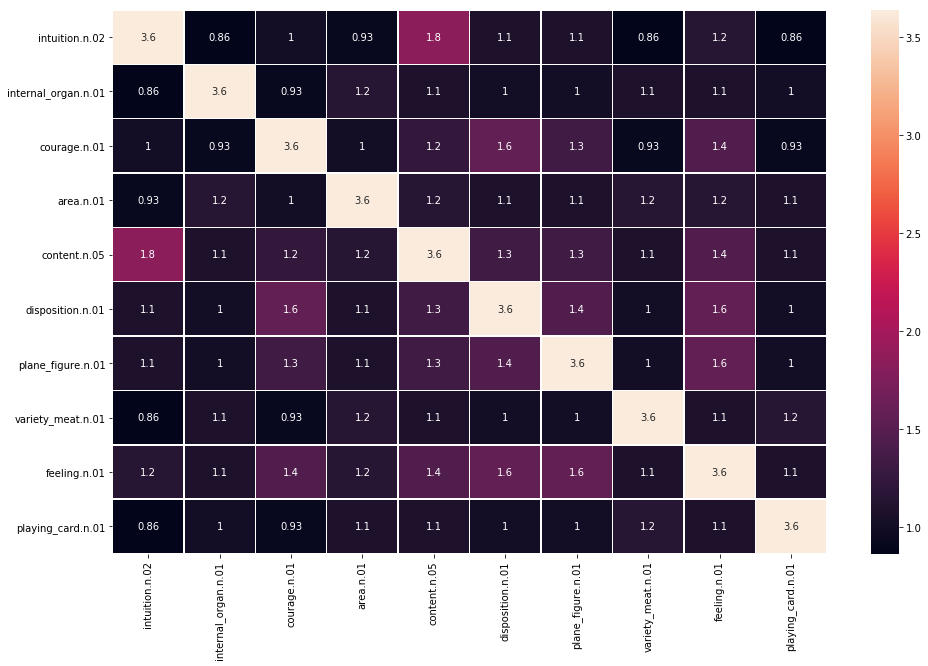 intuition.n.02 3.6 0.86 1 0.93 1.8 1.1 1.1 0.86 1.2 0.86
internal_organ.n.01 0.86 3.6 0.93 1.2 1.1 1 1 1.1 1.1 1
courage.n.01 1 0.93 3.6 1 1.2 1.6 1.3 0.93 1.4 0.93
area.n.01 0.93 1.2 1 3.6 1.2 1.1 1.1 1.2 1.2 1.1
content.n.05 1.8 1.1 1.2 1.2 3.6 1.3 1.3 1.1 1.4 1.1
disposition.n.01 1.1 1 1.6 1.1 1.3 3.6 1.4 1 1.6 1
plane_figure.n.01 1.1 1 1.3 1.1 1.3 1.4 3.6 1 1.6 1
variety_meat.n.01 0.86 1.1 0.93 1.2 1.1 1 1 3.6 1.1 1.2
feeling.n.01 1.2 1.1 1.4 1.2 1.4 1.6 1.6 1.1 3.6 1.1
playing_card.n.01 0.86 1 0.93 1.1 1.1 1 1 1.2 1.1 3.6
intuition.n.02
internal_organ.n.01
courage.n.01
area.n.01
content.n.05
disposition.n.01
plane_figure.n.01
variety_meat.n.01
feeling.n.01
playing_card.n.01
3.5
3.0
2.5
2.0
1.5
1.0